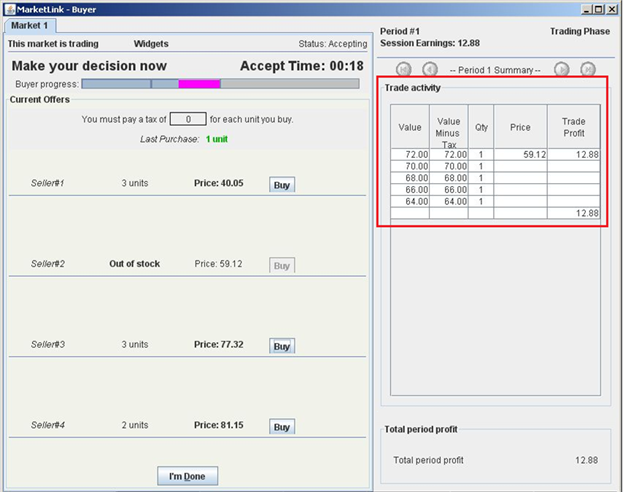 MarketLink - Buyer
Market 1
This market is trading Widgets Status: Accepting
Make your decision now Accept Time: 00:18
Buyer progress:
Current Offers
You must pay a tax of 0 for each unit you buy.
Last Purchase: 1 unit
Seller#1 3 units Price: 40.05 Buy
Seller#2 Out of stock Price: 59.12 Buy
Seller#3 3 units Price: 77.32 Buy
Seller#4 2 units Price: 81.15 Buy
I'm Done
Period #1 Trading Phase
Session Earnings: 12.88
-- Period 1 Summary --
Trade activity
Value Value Minus Tax Qty Price Trade Profit
72.00 72.00 1 59.12 12.88
70.00 70.00 1
68.00 68.00 1
66.00 66.00 1
64.00 64.00 1
12.88
Total period profit
Total period profit 12.88